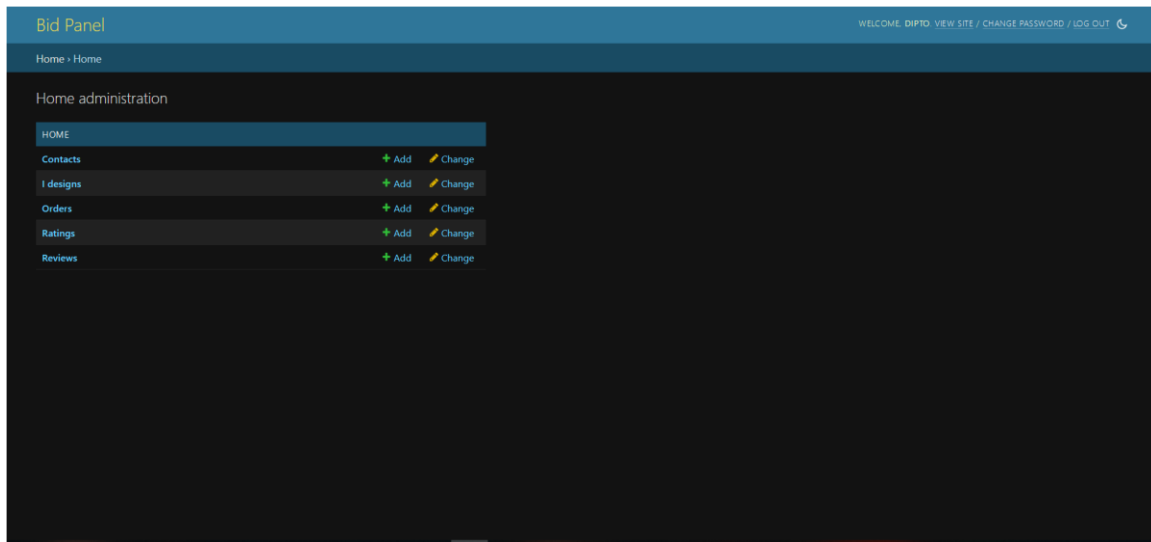 Bid Panel
WELCOME, DIPTO. VIEW SITE / CHANGE PASSWORD / LOG OUT
Home › Home
Home administration
HOME
Contacts + Add Change
I designs + Add Change
Orders + Add Change
Ratings + Add Change
Reviews + Add Change